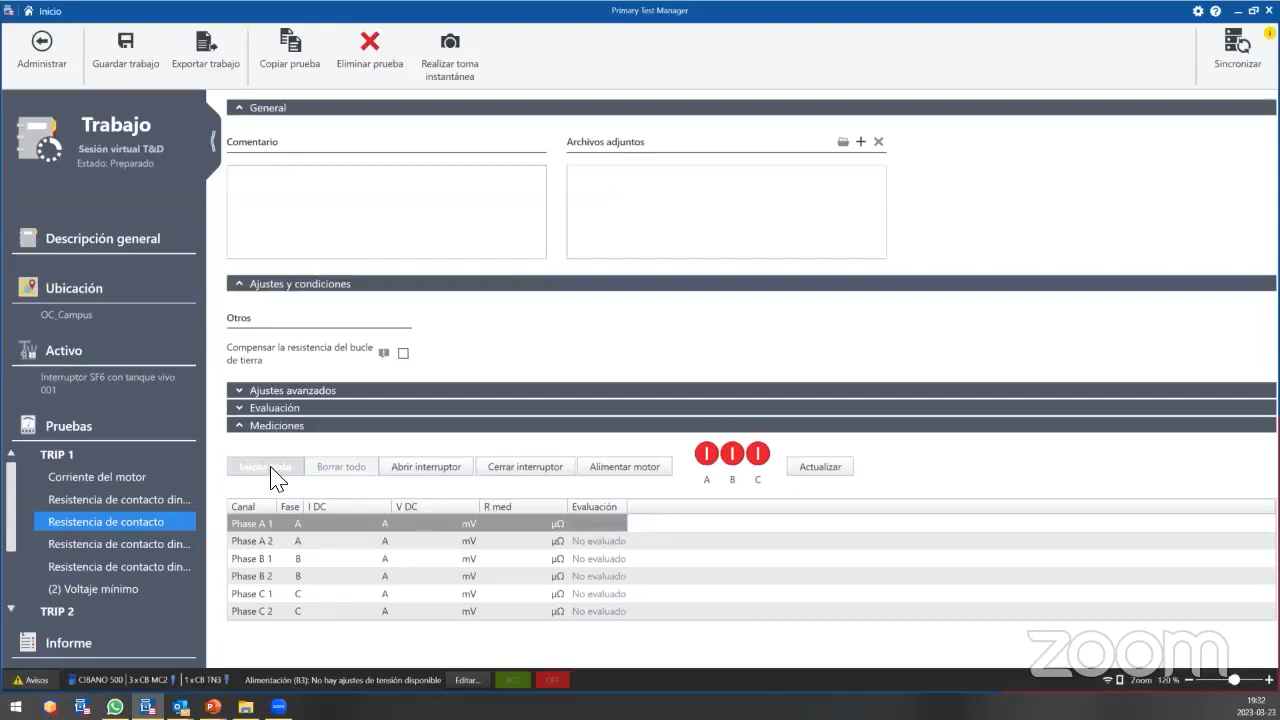 Inicio
Primary Test Manager
Administrar
Guardar trabajo
Exportar trabajo
Copiar prueba
Eliminar prueba
Realizar toma
instantánea
Sincronizar
Trabajo
Sesión virtual T&D
Estado: Preparado
Descripción general
Ubicación
OC_Campus
Activo
Interruptor SF6 con tanque vivo
001
Pruebas
TRIP 1
Corriente del motor
Resistencia de contacto din...
Resistencia de contacto
Resistencia de contacto din...
Resistencia de contacto din...
(2) Voltaje mínimo
TRIP 2
Informe
General
Comentario
Archivos adjuntos
Ajustes y condiciones
Otros
Compensar la resistencia del bucle
de tierra
Ajustes avanzados
Evaluación
Mediciones
Borrar todo
Abrir interruptor
Cerrar interruptor
Alimentar motor
A B C
Actualizar
Canal Fase I DC V DC R med Evaluación
Phase A 1 A A mV µΩ
Phase A 2 A A mV µΩ No evaluado
Phase B 1 B A mV µΩ No evaluado
Phase B 2 B A mV µΩ No evaluado
Phase C 1 C A mV µΩ No evaluado
Phase C 2 C A mV µΩ No evaluado
zoom
Avisos
CIBANO 500
3 x CB MC2
1 x CB TN3
Alimentación (B3): No hay ajustes de tensión disponible
Editar...
ACT.
OFF
Zoom 120 %
19:32
2023-03-23